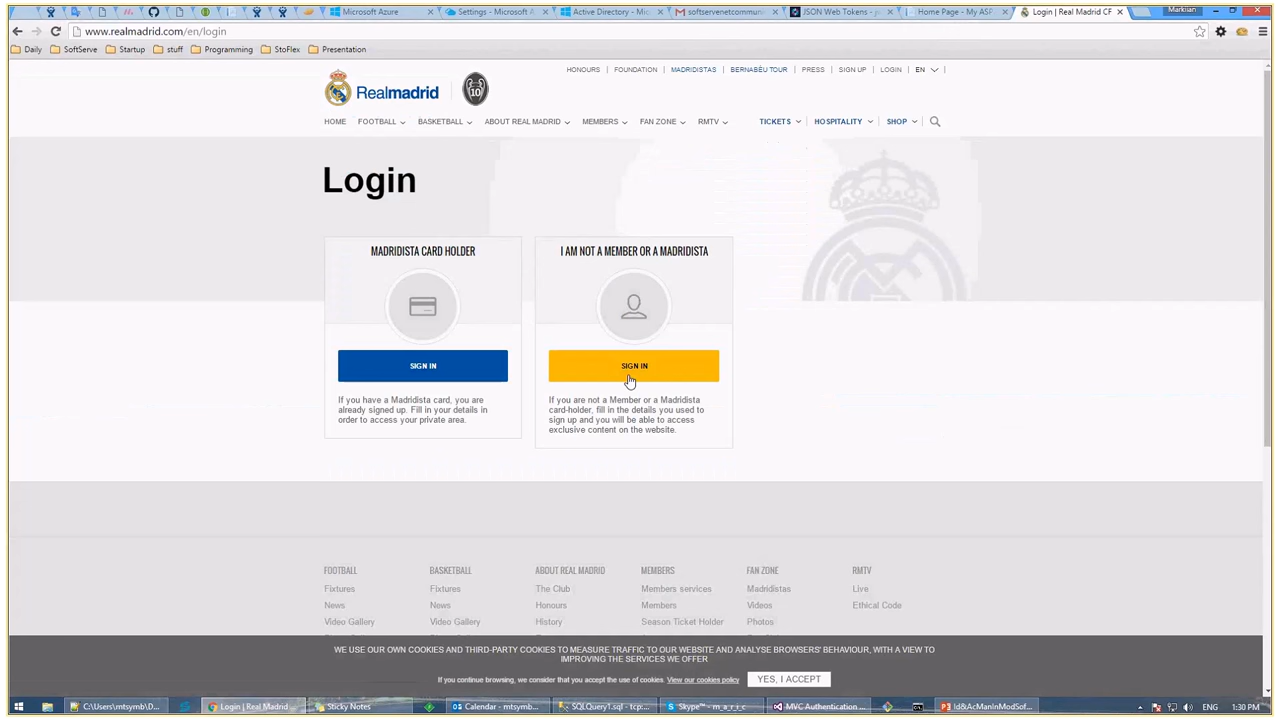 Microsoft Azure
Settings - Microsoft A
Active Directory - Mic
softservenetcommuni
JSON Web Tokens - jw
Home Page - My ASP
Login | Real Madrid CF
Markiian
www.realmadrid.com/en/login
Daily
SoftServe
Startup
stuff
Programming
StoFlex
Presentation
HONOURS
FOUNDATION
MADRIDISTAS
BERNABÉU TOUR
PRESS
SIGN UP
LOGIN
EN
Realmadrid
10
HOME
FOOTBALL
BASKETBALL
ABOUT REAL MADRID
MEMBERS
FAN ZONE
RMTV
TICKETS
HOSPITALITY
SHOP
Login
MADRIDISTA CARD HOLDER
SIGN IN
If you have a Madridista card, you are
already signed up. Fill in your details in
order to access your private area.
I AM NOT A MEMBER OR A MADRIDISTA
SIGN IN
If you are not a Member or a Madridista
card-holder, fill in the details you used to
sign up and you will be able to access
exclusive content on the website.
FOOTBALL
Fixtures
News
Video Gallery
BASKETBALL
Fixtures
News
Video Gallery
ABOUT REAL MADRID
The Club
Honours
History
MEMBERS
Members services
Members
Season Ticket Holder
FAN ZONE
Madridistas
Videos
Photos
RMTV
Live
Ethical Code
WE USE OUR OWN COOKIES AND THIRD-PARTY COOKIES TO MEASURE TRAFFIC TO OUR WEBSITE AND ANALYSE BROWSERS' BEHAVIOUR, WITH A VIEW TO
IMPROVING THE SERVICES WE OFFER
If you continue browsing, we consider that you accept the use of cookies. View our cookies policy
YES, I ACCEPT
C:\Users\mtsymb\D...
Login | Real Madrid ...
Sticky Notes
Calendar - mtsymb...
SQLQuery1.sql - tcp:...
Skype™ - m_a_r_i_c...
MVC Authentication ...
Id&AcManInModSof...
ENG
1:30 PM